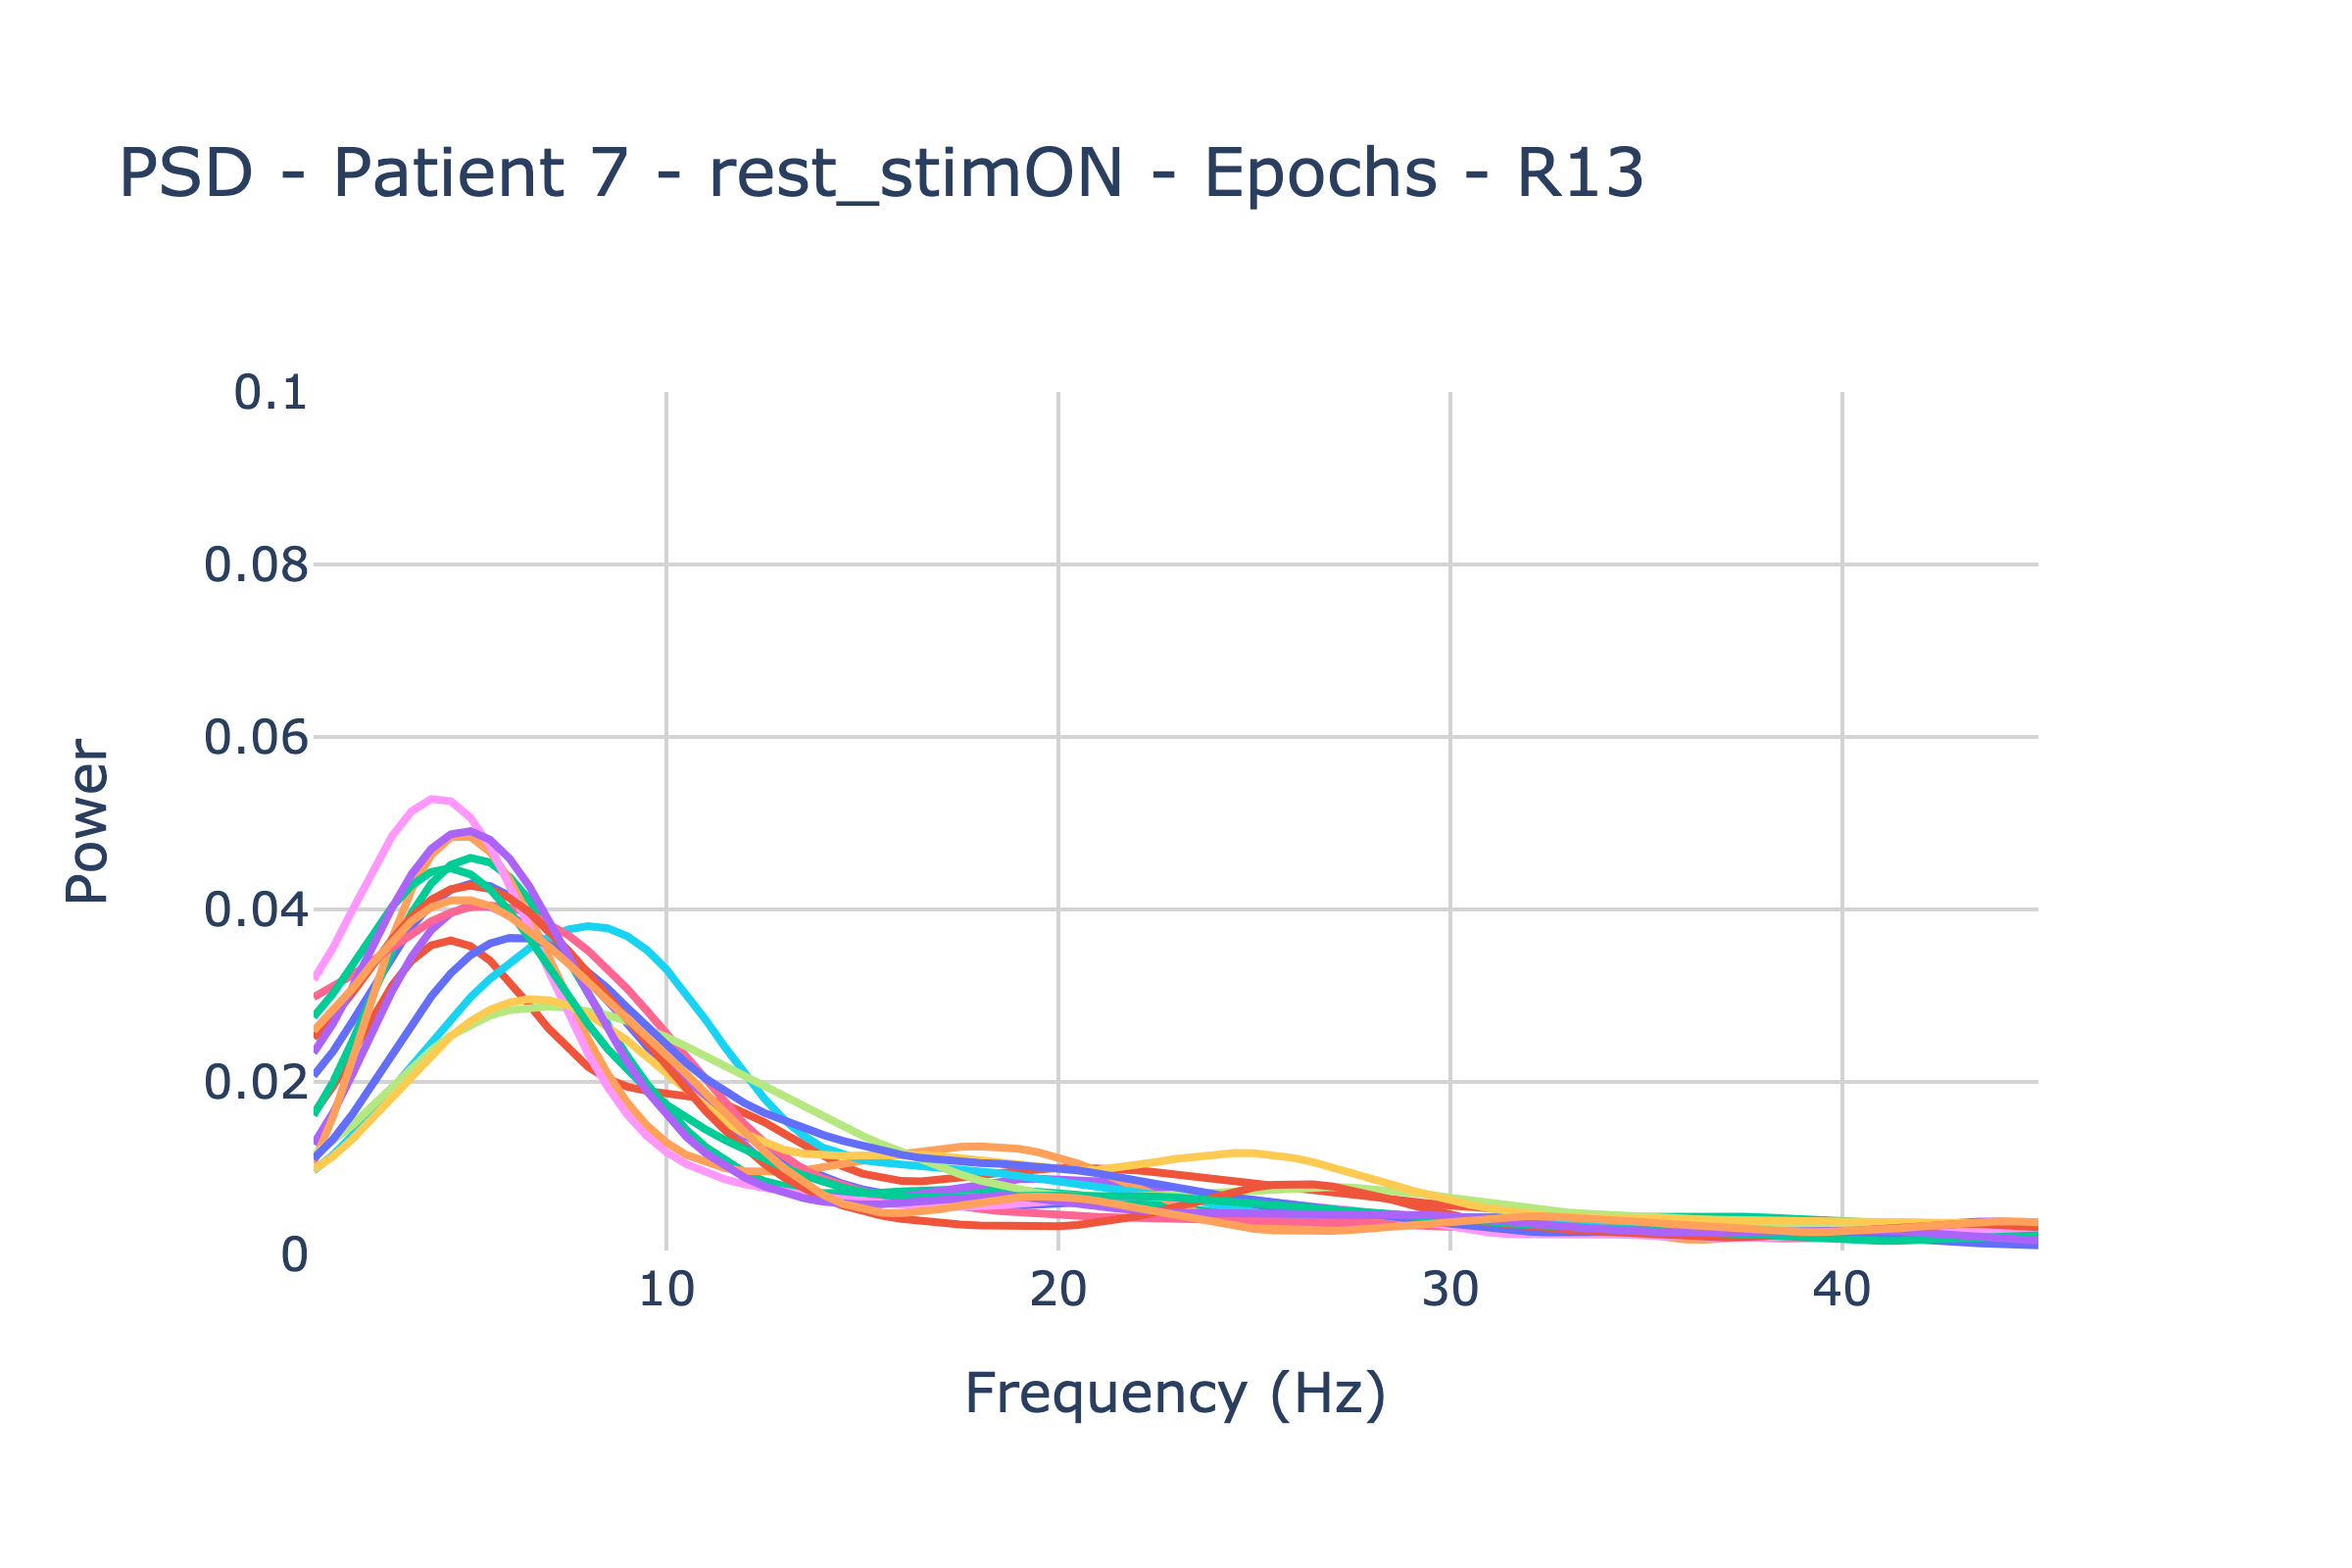 PSD - Patient 7 - rest_stimON - Epochs - R13
0.1
0.08
0.06
0.04
0.02
0
Power
10 20 30 40
Frequency (Hz)